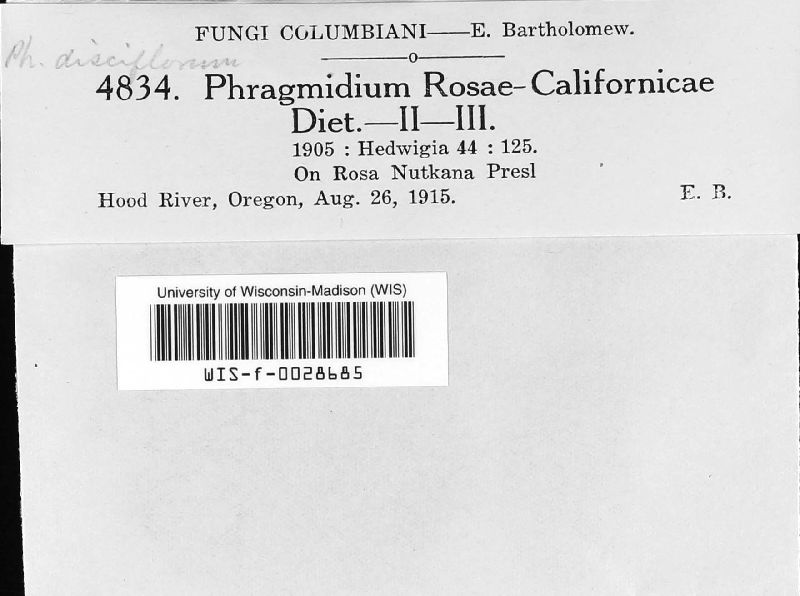 FUNGI COLUMBIANI——E. Bartholomew.
Ph. disciflorum
——o——
4834. Phragmidium Rosae-Californicae
Diet.—II—III.
1905 : Hedwigia 44 : 125.
On Rosa Nutkana Presl
Hood River, Oregon, Aug. 26, 1915. E. B.
University of Wisconsin-Madison (WIS)
WIS-f-0028685